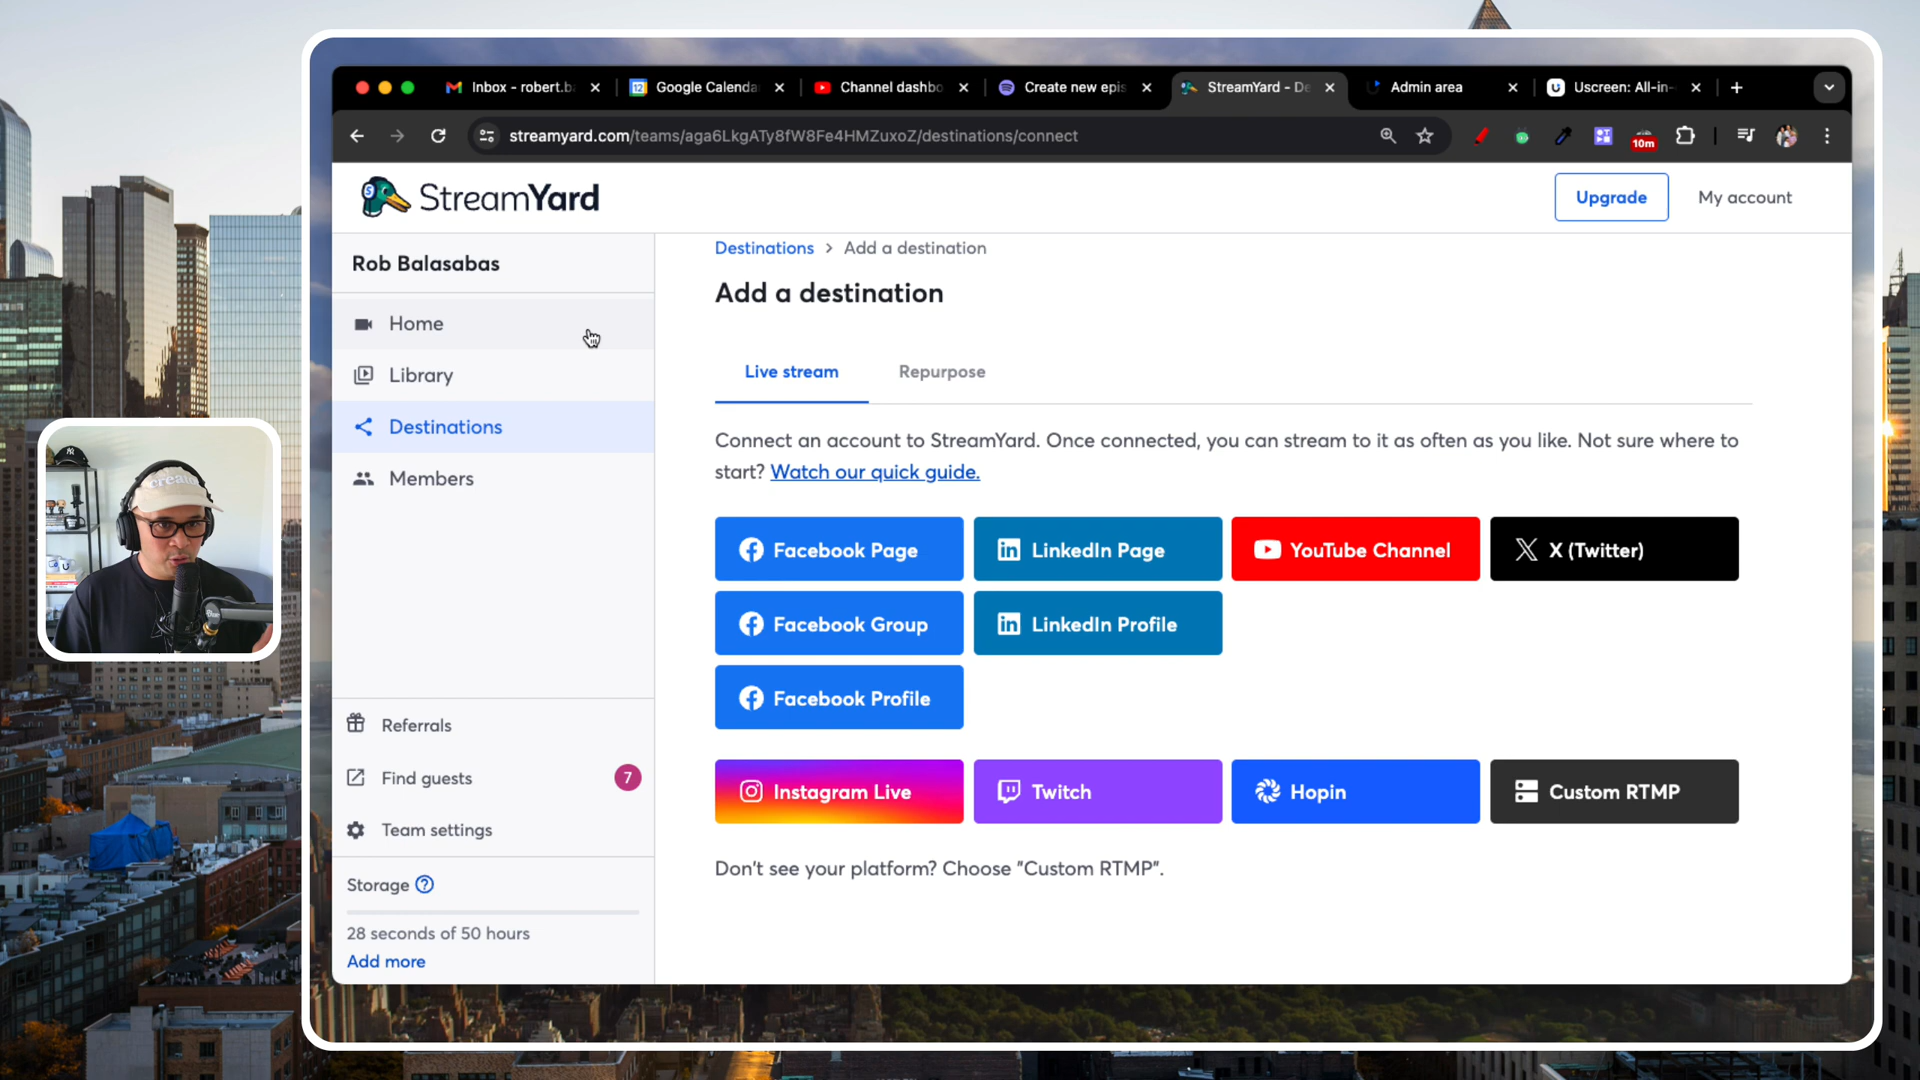 Inbox - robert.b
Google Calenda
Channel dashbo
Create new epis
StreamYard - De
Admin area
Uscreen: All-in-
streamyard.com/teams/aga6LkgATy8fW8Fe4HMZuxoZ/destinations/connect
10m
StreamYard
Upgrade
My account
Rob Balasabas
Home
Library
Destinations
Members
Referrals
Find guests
7
Team settings
Storage
28 seconds of 50 hours
Add more
Destinations > Add a destination
Add a destination
Live stream
Repurpose
Connect an account to StreamYard. Once connected, you can stream to it as often as you like. Not sure where to
start? Watch our quick guide.
Facebook Page
LinkedIn Page
YouTube Channel
X (Twitter)
Facebook Group
LinkedIn Profile
Facebook Profile
Instagram Live
Twitch
Hopin
Custom RTMP
Don't see your platform? Choose "Custom RTMP".